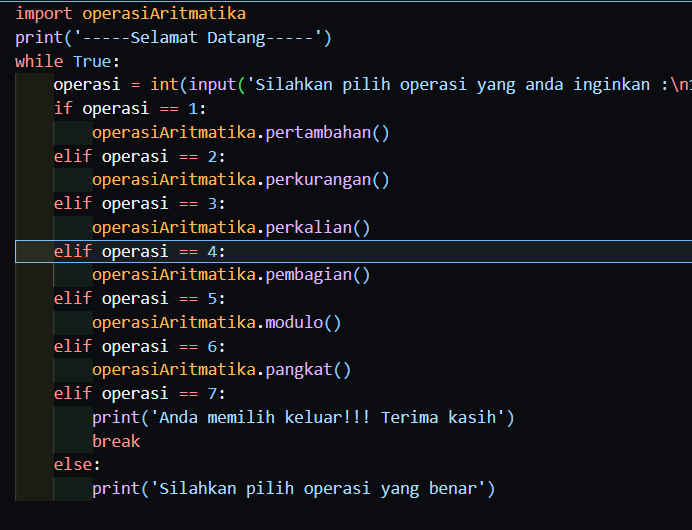 import operasiAritmatika
print('-----Selamat Datang-----')
while True:
    operasi = int(input('Silahkan pilih operasi yang anda inginkan :\n
    if operasi == 1:
        operasiAritmatika.pertambahan()
    elif operasi == 2:
        operasiAritmatika.perkurangan()
    elif operasi == 3:
        operasiAritmatika.perkalian()
    elif operasi == 4:
        operasiAritmatika.pembagian()
    elif operasi == 5:
        operasiAritmatika.modulo()
    elif operasi == 6:
        operasiAritmatika.pangkat()
    elif operasi == 7:
        print('Anda memilih keluar!!! Terima kasih')
        break
    else:
        print('Silahkan pilih operasi yang benar')